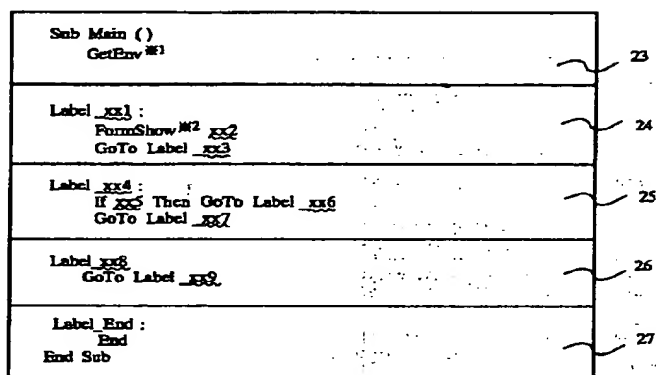 Sub Main ()
GetEnv※1
23
Label_xx1 :
FormShow※2 xx2
GoTo Label_xx3
24
Label_xx4 :
If xx5 Then GoTo Label_xx6
GoTo Label_xx7
25
Label_xx8
GoTo Label_xx9
26
Label_End :
End
End Sub
27